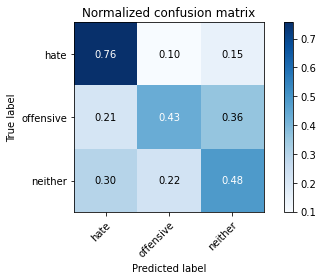 Normalized confusion matrix
hate 0.76 0.10 0.15
offensive 0.21 0.43 0.36
neither 0.30 0.22 0.48
hate offensive neither
True label
Predicted label
0.7
0.6
0.5
0.4
0.3
0.2
0.1